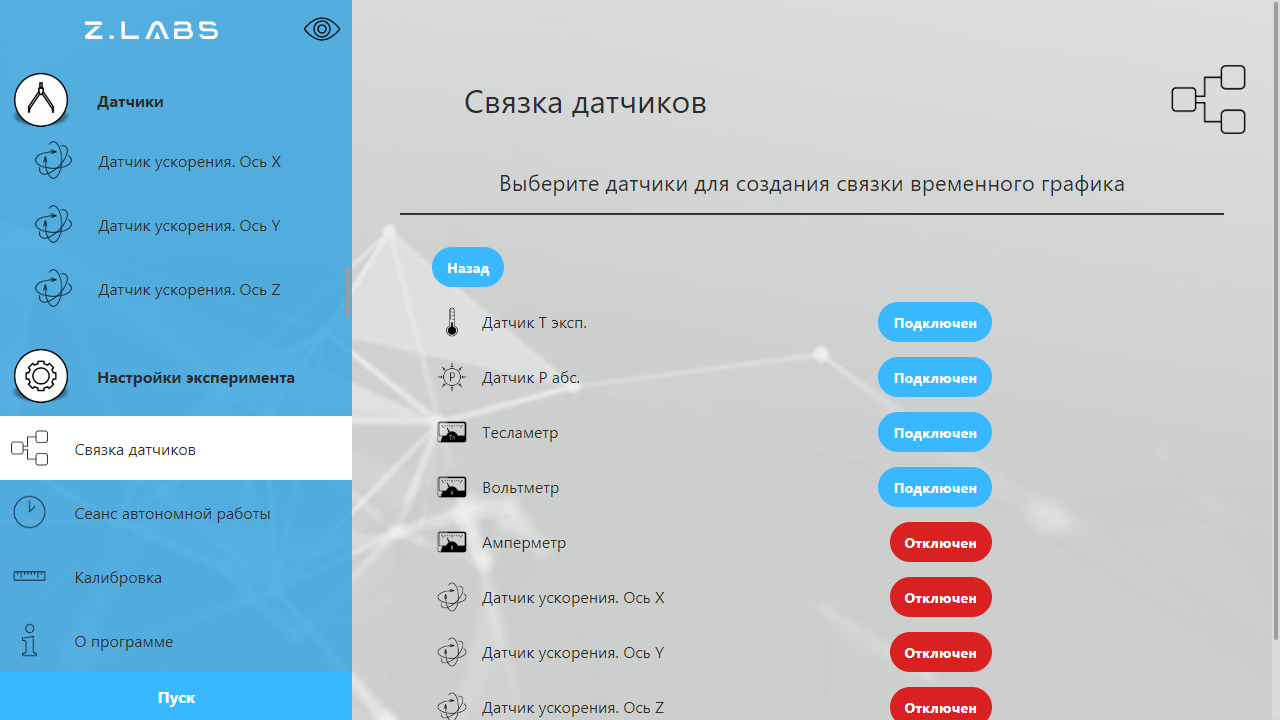 Z.LABS
Датчики
Датчик ускорения. Ось X
Датчик ускорения. Ось Y
Датчик ускорения. Ось Z
Настройки эксперимента
Связка датчиков
Сеанс автономной работы
Калибровка
О программе
Пуск
Связка датчиков
Выберите датчики для создания связки временного графика
Назад
Датчик T эксп. Подключен
P Датчик P абс. Подключен
Тл Тесламетр Подключен
Вольтметр Подключен
Амперметр Отключен
Датчик ускорения. Ось X Отключен
Датчик ускорения. Ось Y Отключен
Датчик ускорения. Ось Z Отключен